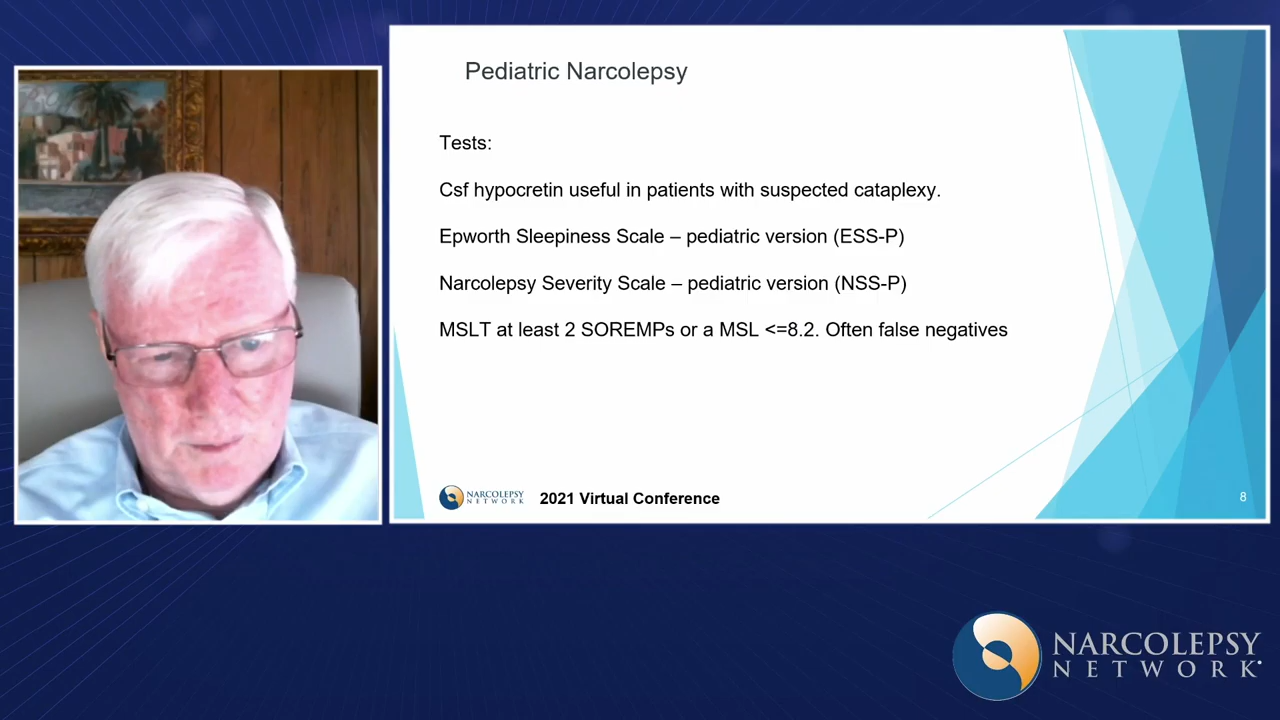 Pediatric Narcolepsy
Tests:
Csf hypocretin useful in patients with suspected cataplexy.
Epworth Sleepiness Scale – pediatric version (ESS-P)
Narcolepsy Severity Scale – pediatric version (NSS-P)
MSLT at least 2 SOREMPs or a MSL <=8.2. Often false negatives
NARCOLEPSY
NETWORK
2021 Virtual Conference
8
NARCOLEPSY
NETWORK